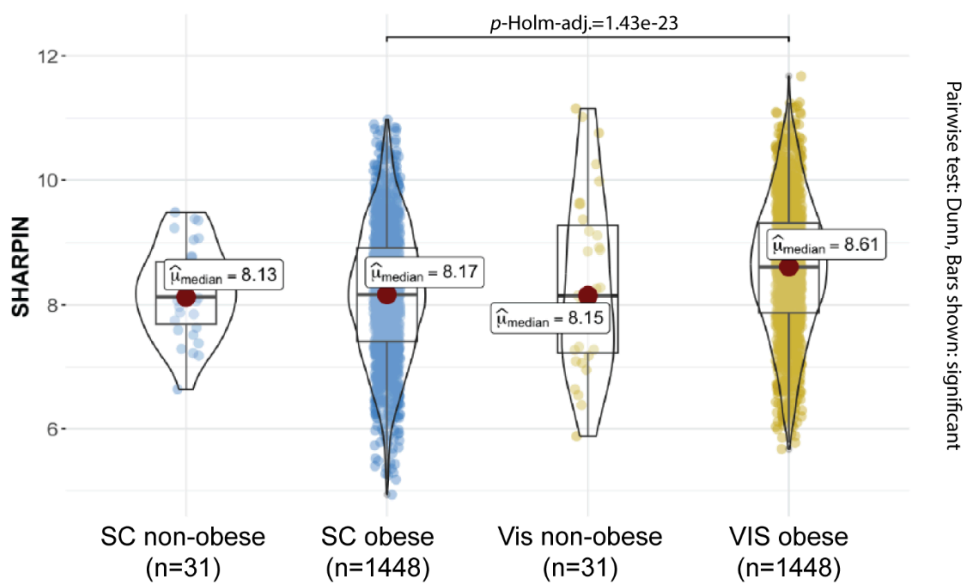 p-Holm-adj.=1.43e-23
12
10
8
6
SHARPIN
μ̂median = 8.13
μ̂median = 8.17
μ̂median = 8.15
μ̂median = 8.61
SC non-obese
(n=31)
SC obese
(n=1448)
Vis non-obese
(n=31)
VIS obese
(n=1448)
Pairwise test: Dunn, Bars shown: significant